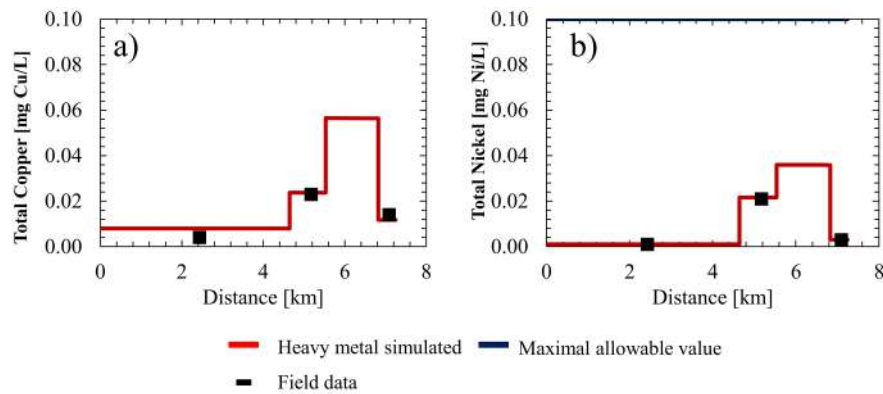 a)
Total Copper [mg Cu/L]
0.10
0.08
0.06
0.04
0.02
0.00
0 2 4 6 8
Distance [km]
b)
Total Nickel [mg Ni/L]
0.10
0.08
0.06
0.04
0.02
0.00
0 2 4 6 8
Distance [km]
Heavy metal simulated Maximal allowable value
Field data